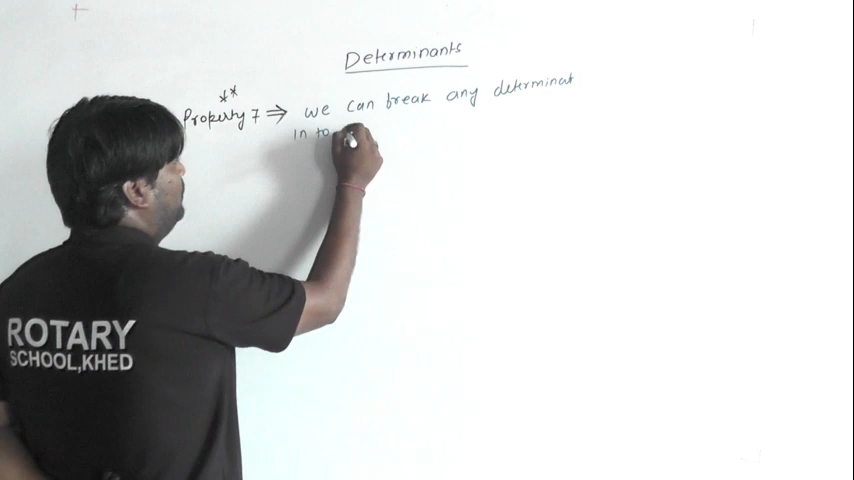 Determinants
**
Property 7 ⇒ we can break any determinat
in to
ROTARY
SCHOOL,KHED